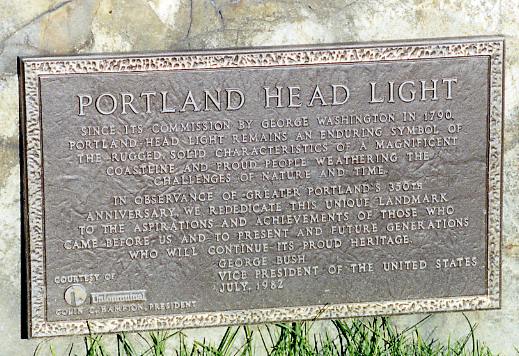 PORTLAND HEAD LIGHT
SINCE ITS COMMISSION BY GEORGE WASHINGTON IN 1790,
PORTLAND HEAD LIGHT REMAINS AN ENDURING SYMBOL OF
THE RUGGED, SOLID CHARACTERISTICS OF A MAGNIFICENT
COASTLINE AND PROUD PEOPLE WEATHERING THE
CHALLENGES OF NATURE AND TIME.
IN OBSERVANCE OF GREATER PORTLAND'S 350TH
ANNIVERSARY, WE REDEDICATE THIS UNIQUE LANDMARK
TO THE ASPIRATIONS AND ACHIEVEMENTS OF THOSE WHO
CAME BEFORE US AND TO PRESENT AND FUTURE GENERATIONS
WHO WILL CONTINUE ITS PROUD HERITAGE.
GEORGE BUSH
VICE PRESIDENT OF THE UNITED STATES
JULY, 1982
COURTESY OF
Unionmutual
COLIN C. HAMPTON, PRESIDENT